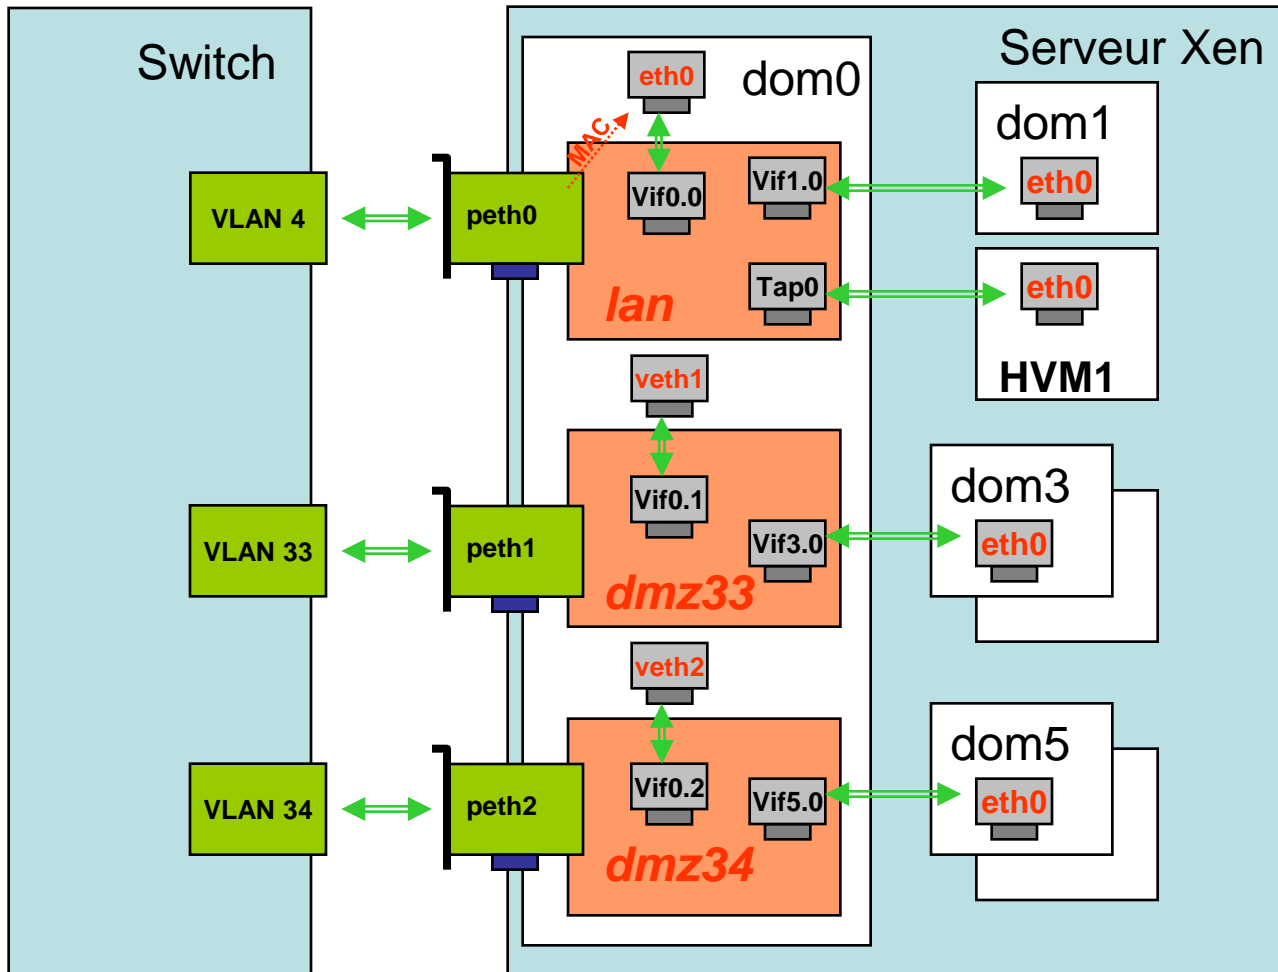 Switch
Serveur Xen
dom0
eth0
MAC
dom1
Vif1.0
eth0
VLAN 4
peth0
Vif0.0
Tap0
eth0
lan
HVM1
veth1
dom3
Vif0.1
VLAN 33
peth1
Vif3.0
eth0
dmz33
veth2
dom5
Vif0.2
VLAN 34
peth2
Vif5.0
eth0
dmz34